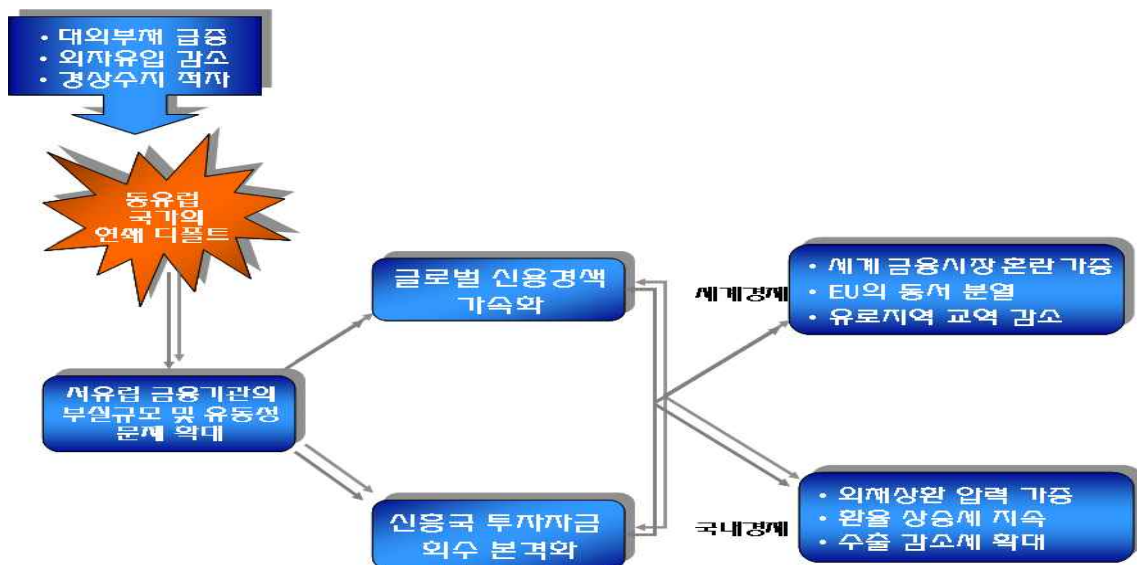 • 대외부채 급증
• 외자유입 감소
• 경상수지 적자
동유럽
국가의
연쇄 디폴트
서유럽 금융기관의
부실규모 및 유동성
문제 확대
글로벌 신용경색
가속화
신흥국 투자자금
회수 본격화
세계경제
• 세계 금융시장 혼란 가중
• EU의 동서 분열
• 유로지역 교역 감소
국내경제
• 외채상환 압력 가중
• 환율 상승세 지속
• 수출 감소세 확대